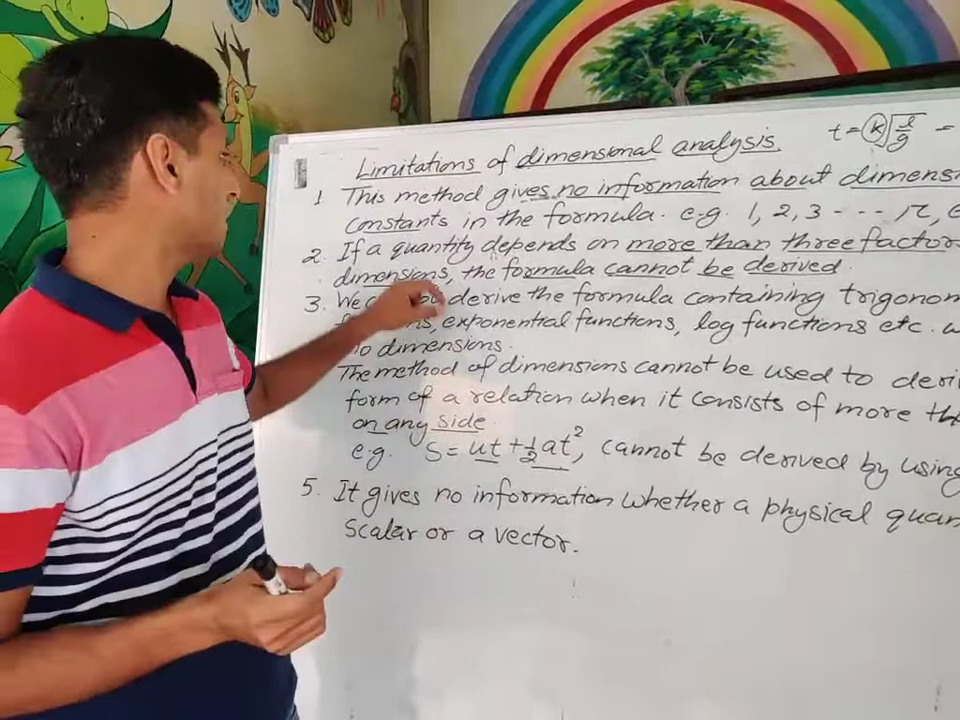 Limitations of dimensional analysis t=(k)√l/g =
1 This method gives no information about dimens
constants in the formula. e.g. 1, 2, 3 --- π,
2. If a quantity depends on more than three factors
dimensions, the formula cannot be derived.
3. We derive the formula containing trigonom
exponential functions, log functions etc. w
no dimensions.
The method of dimensions cannot be used to deri
form of a relation when it consists of more th
on any side
e.g. S = ut + 1/2 at², cannot be derived by using
5. It gives no information whether a physical quan
Scalar or a vector.